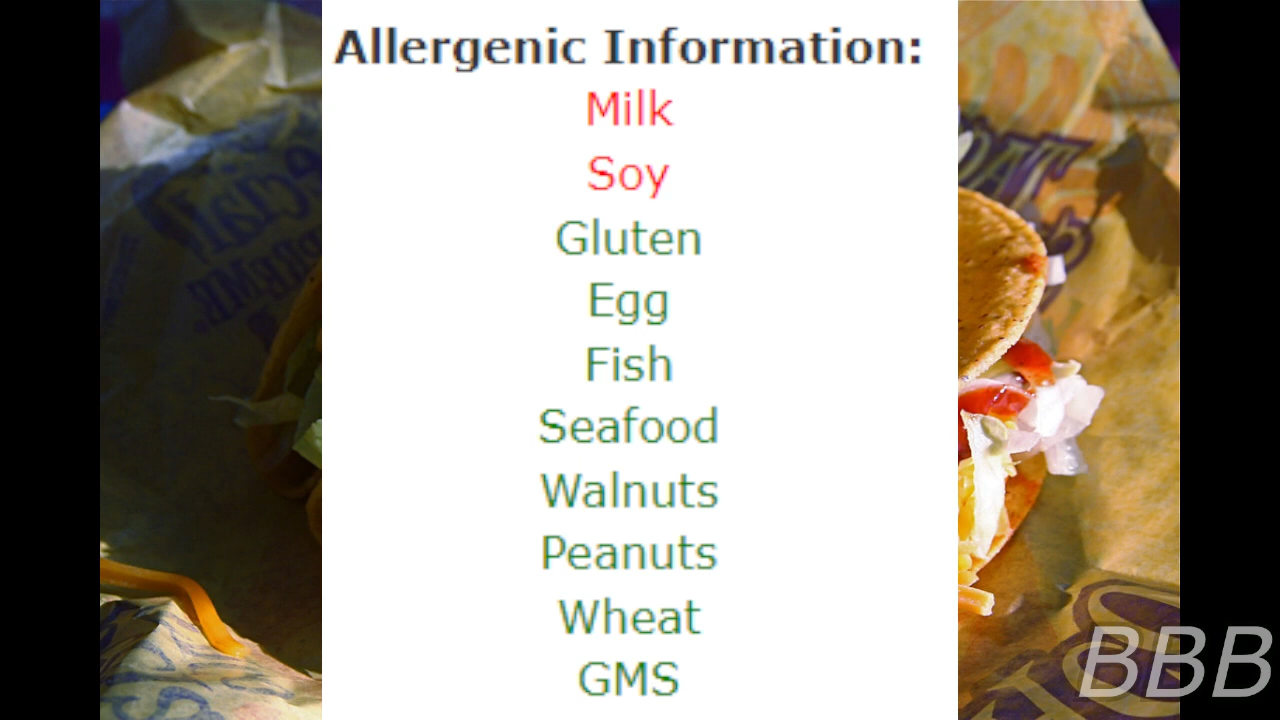 Allergenic Information:
Milk
Soy
Gluten
Egg
Fish
Seafood
Walnuts
Peanuts
Wheat
GMS
BBB